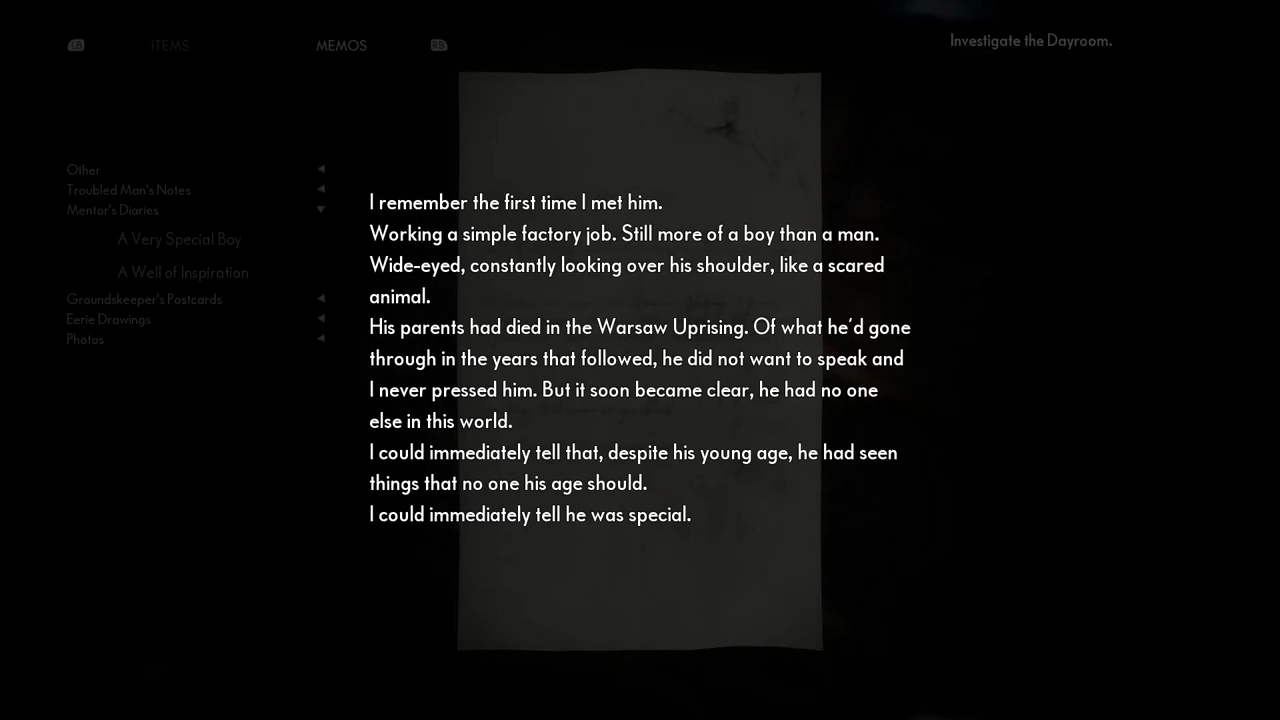 LB
ITEMS
MEMOS
RB
Investigate the Dayroom.
Other
Troubled Man's Notes
Mentor's Diaries
A Very Special Boy
A Well of Inspiration
Groundskeeper's Postcards
Eerie Drawings
Photos
I remember the first time I met him.
Working a simple factory job. Still more of a boy than a man.
Wide-eyed, constantly looking over his shoulder, like a scared
animal.
His parents had died in the Warsaw Uprising. Of what he'd gone
through in the years that followed, he did not want to speak and
I never pressed him. But it soon became clear, he had no one
else in this world.
I could immediately tell that, despite his young age, he had seen
things that no one his age should.
I could immediately tell he was special.